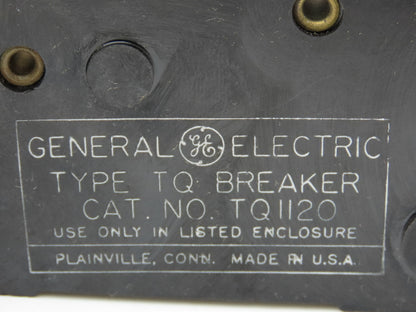 GENERAL GE ELECTRIC
TYPE TQ BREAKER
CAT. NO. TQ1120
USE ONLY IN LISTED ENCLOSURE
PLAINVILLE, CONN. MADE IN U.S.A.